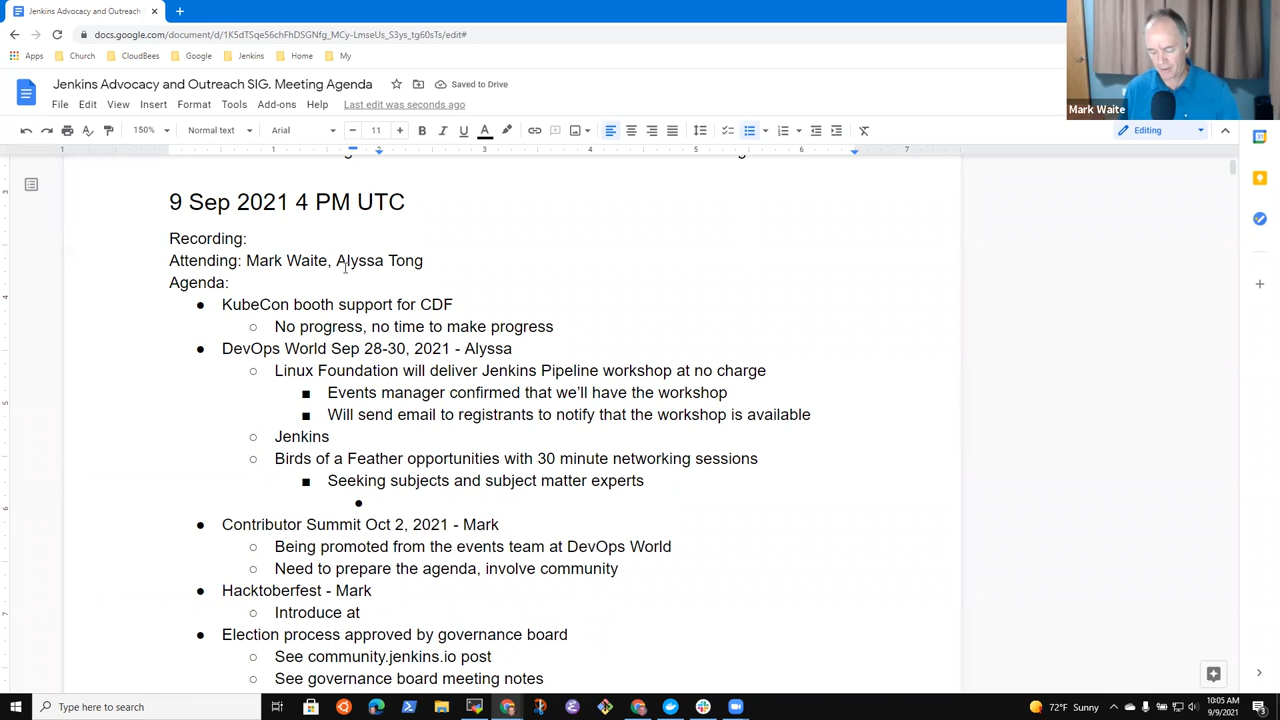 Jenkins Advocacy and Outreach
docs.google.com/document/d/1K5dTSqe56chFhDSGNfg_MCy-LmseUs_S3ys_tg60sTs/edit#
Apps Church CloudBees Google Jenkins Home My
Jenkins Advocacy and Outreach SIG. Meeting Agenda Saved to Drive
File Edit View Insert Format Tools Add-ons Help Last edit was seconds ago
150% Normal text Arial 11 Editing
1 1 2 3 4 5 6 7
9 Sep 2021 4 PM UTC
Recording:
Attending: Mark Waite, Alyssa Tong
Agenda:
KubeCon booth support for CDF
No progress, no time to make progress
DevOps World Sep 28-30, 2021 - Alyssa
Linux Foundation will deliver Jenkins Pipeline workshop at no charge
Events manager confirmed that we'll have the workshop
Will send email to registrants to notify that the workshop is available
Jenkins
Birds of a Feather opportunities with 30 minute networking sessions
Seeking subjects and subject matter experts
Contributor Summit Oct 2, 2021 - Mark
Being promoted from the events team at DevOps World
Need to prepare the agenda, involve community
Hacktoberfest - Mark
Introduce at
Election process approved by governance board
See community.jenkins.io post
See governance board meeting notes
Mark Waite
Type here to search
72°F Sunny
10:05 AM
9/9/2021